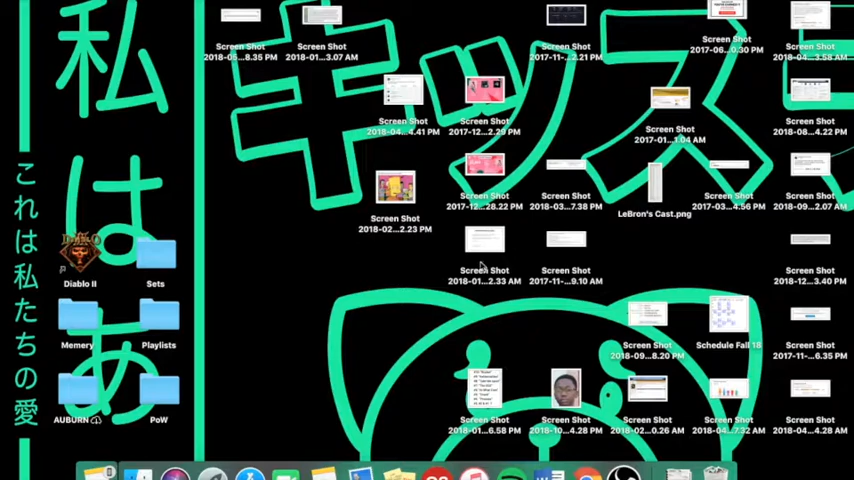 私
は
あ
これは私たちの愛
キッス
Screen Shot
2018-05...8.35 PM
Screen Shot
2018-01...3.07 AM
Screen Shot
2017-11-...2.21 PM
Screen Shot
2017-06...0.30 PM
Screen Shot
2018-04...3.58 AM
Screen Shot
2018-04...4.41 PM
Screen Shot
2017-12...2.29 PM
Screen Shot
2017-01...1.04 AM
Screen Shot
2018-08...4.22 PM
Screen Shot
2018-02...2.23 PM
Screen Shot
2017-12...28.22 PM
Screen Shot
2018-03...7.38 PM
LeBron's Cast.png
Screen Shot
2017-03...4.56 PM
Screen Shot
2018-09...2.07 AM
DIABLO
Diablo II
Sets
Screen Shot
2018-01...2.33 AM
Screen Shot
2017-11-...9.10 AM
Screen Shot
2018-12...3.40 PM
Memery
Playlists
Screen Shot
2018-09...8.20 PM
Schedule Fall 18
Screen Shot
2017-11-...6.35 PM
AUBURN
PoW
Screen Shot
2018-01...6.58 PM
Screen Shot
2018-10...4.28 PM
Screen Shot
2018-02...0.26 AM
Screen Shot
2018-04...7.32 AM
Screen Shot
2018-04...4.28 AM